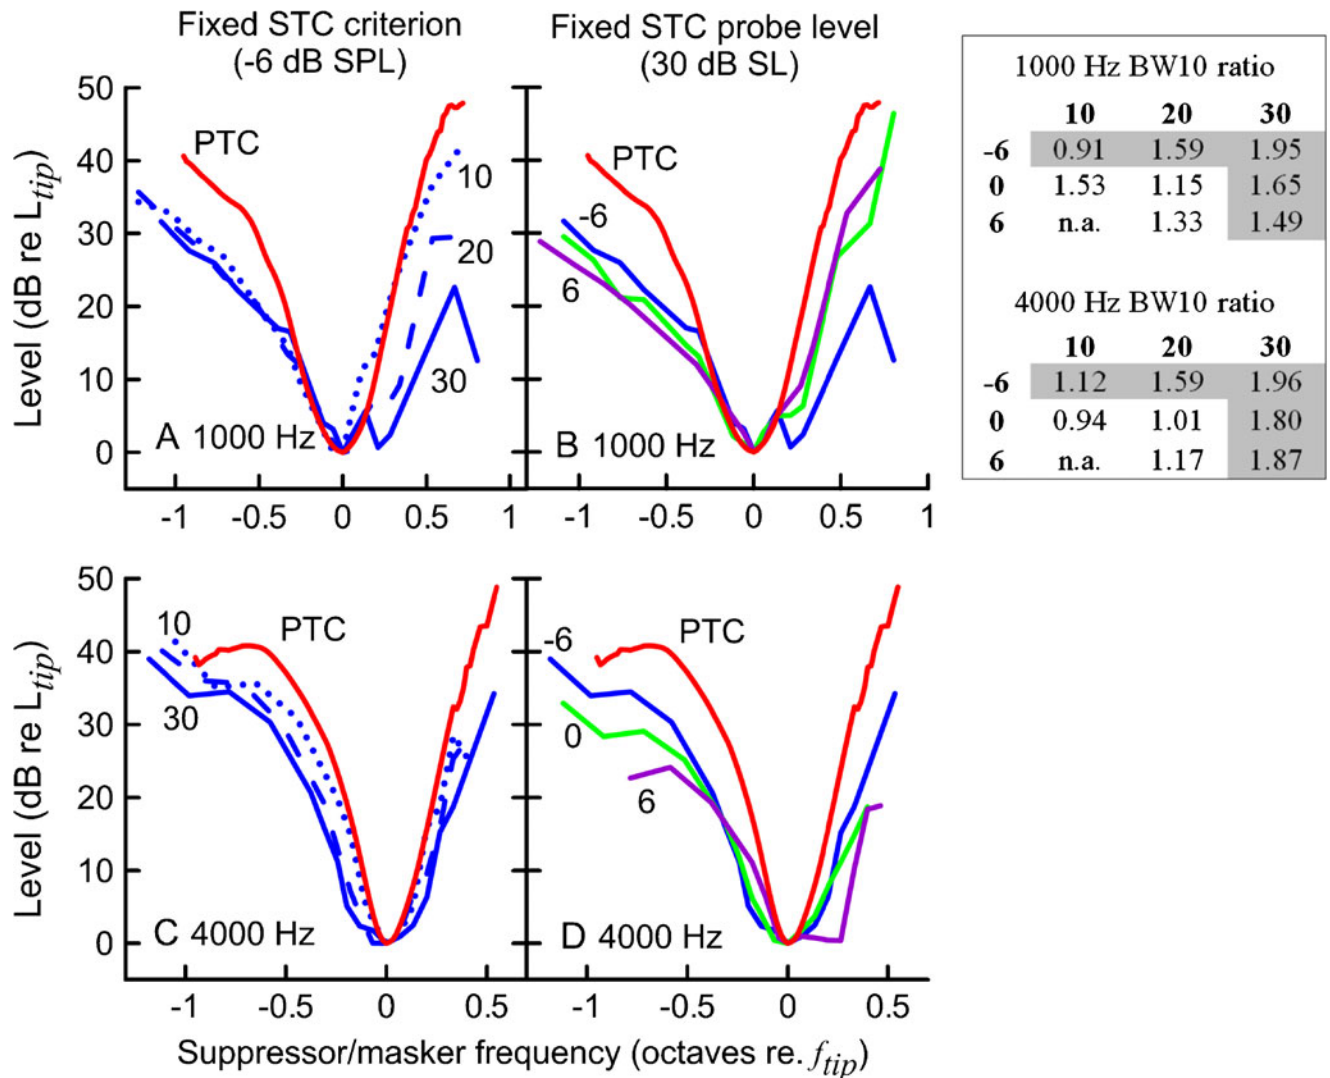 Fixed STC criterion
(-6 dB SPL)
Fixed STC probe level
(30 dB SL)
Level (dB re L_tip)
50
40
30
20
10
0
PTC
10
20
30
A 1000 Hz
-1
-0.5
0
0.5
1
PTC
-6
6
B 1000 Hz
-1
-0.5
0
0.5
1
1000 Hz BW10 ratio
10 20 30
-6 0.91 1.59 1.95
0 1.53 1.15 1.65
6 n.a. 1.33 1.49
4000 Hz BW10 ratio
10 20 30
-6 1.12 1.59 1.96
0 0.94 1.01 1.80
6 n.a. 1.17 1.87
Level (dB re L_tip)
50
40
30
20
10
0
10
PTC
30
C 4000 Hz
-1
-0.5
0
0.5
PTC
-6
0
6
D 4000 Hz
-1
-0.5
0
0.5
Suppressor/masker frequency (octaves re. f_tip)